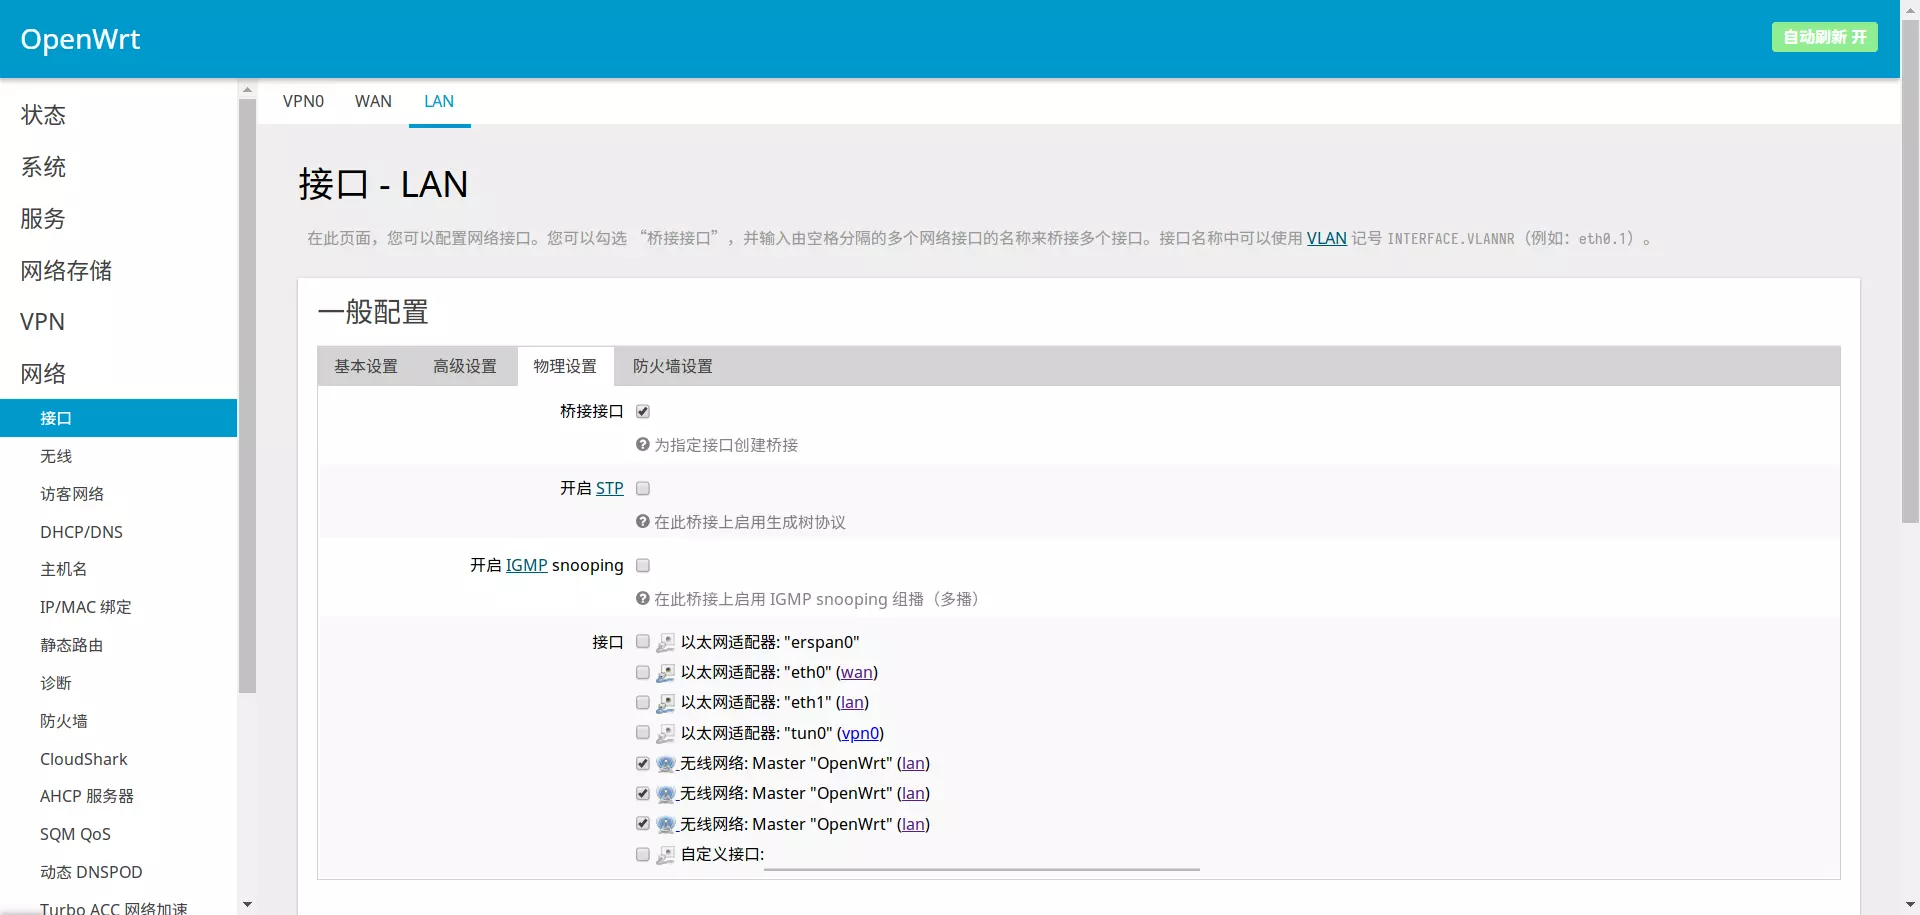 OpenWrt
自动刷新 开
状态
系统
服务
网络存储
VPN
网络
接口
无线
访客网络
DHCP/DNS
主机名
IP/MAC 绑定
静态路由
诊断
防火墙
CloudShark
AHCP 服务器
SQM QoS
动态 DNSPOD
Turbo ACC 网络加速
VPN0 WAN LAN
接口 - LAN
在此页面，您可以配置网络接口。您可以勾选 “桥接接口”，并输入由空格分隔的多个网络接口的名称来桥接多个接口。接口名称中可以使用 VLAN 记号 INTERFACE.VLANNR（例如：eth0.1）。
一般配置
基本设置 高级设置 物理设置 防火墙设置
桥接接口
为指定接口创建桥接
开启 STP
在此桥接上启用生成树协议
开启 IGMP snooping
在此桥接上启用 IGMP snooping 组播（多播）
接口 以太网适配器: "erspan0"
以太网适配器: "eth0" (wan)
以太网适配器: "eth1" (lan)
以太网适配器: "tun0" (vpn0)
无线网络: Master "OpenWrt" (lan)
无线网络: Master "OpenWrt" (lan)
无线网络: Master "OpenWrt" (lan)
自定义接口: